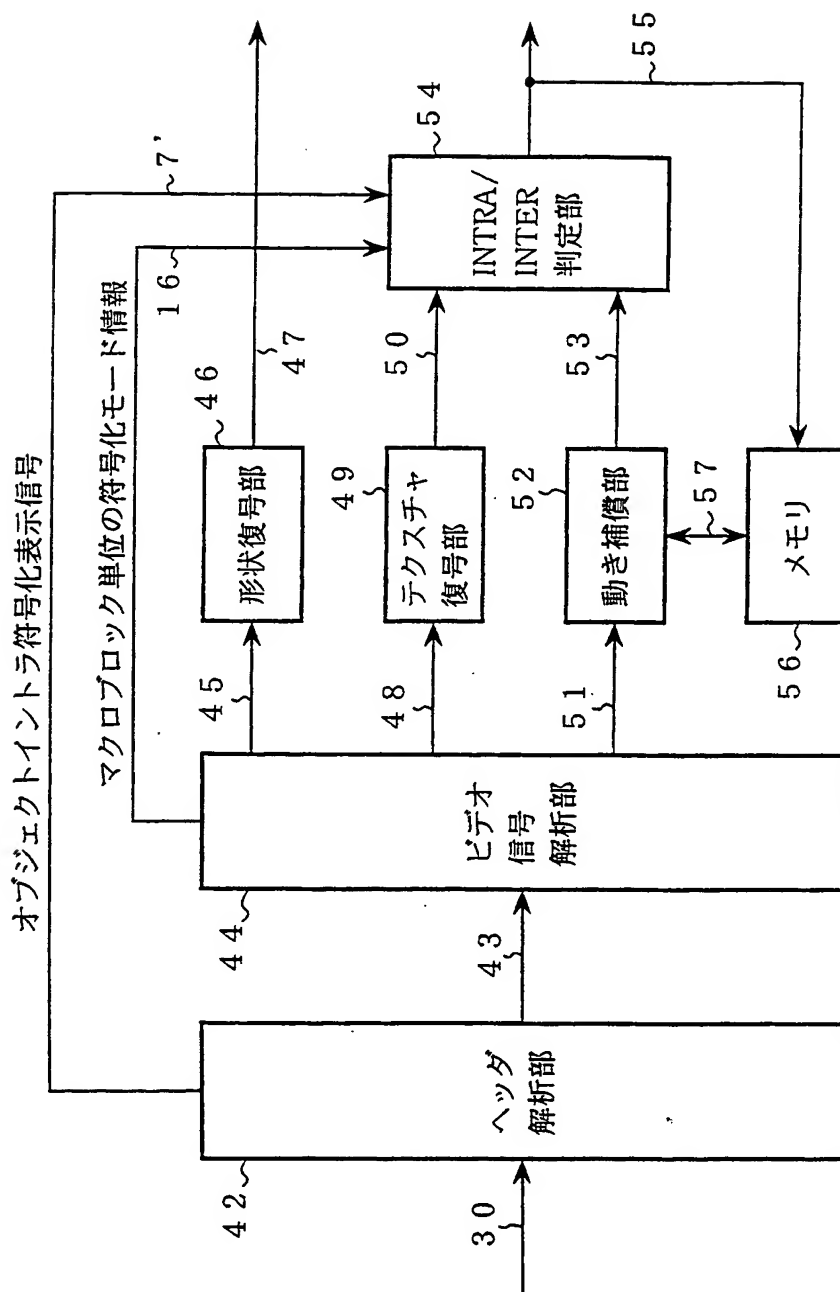 オブジェクトイントラ符号化表示信号
マクロブロック単位の符号化モード情報
30
42
ヘッダ
解析部
43
44
ビデオ
信号
解析部
45
46
形状復号部
47
16
7'
48
49
テクスチャ
復号部
50
51
52
動き補償部
53
INTRA/
INTER
判定部
54
55
57
メモリ
56